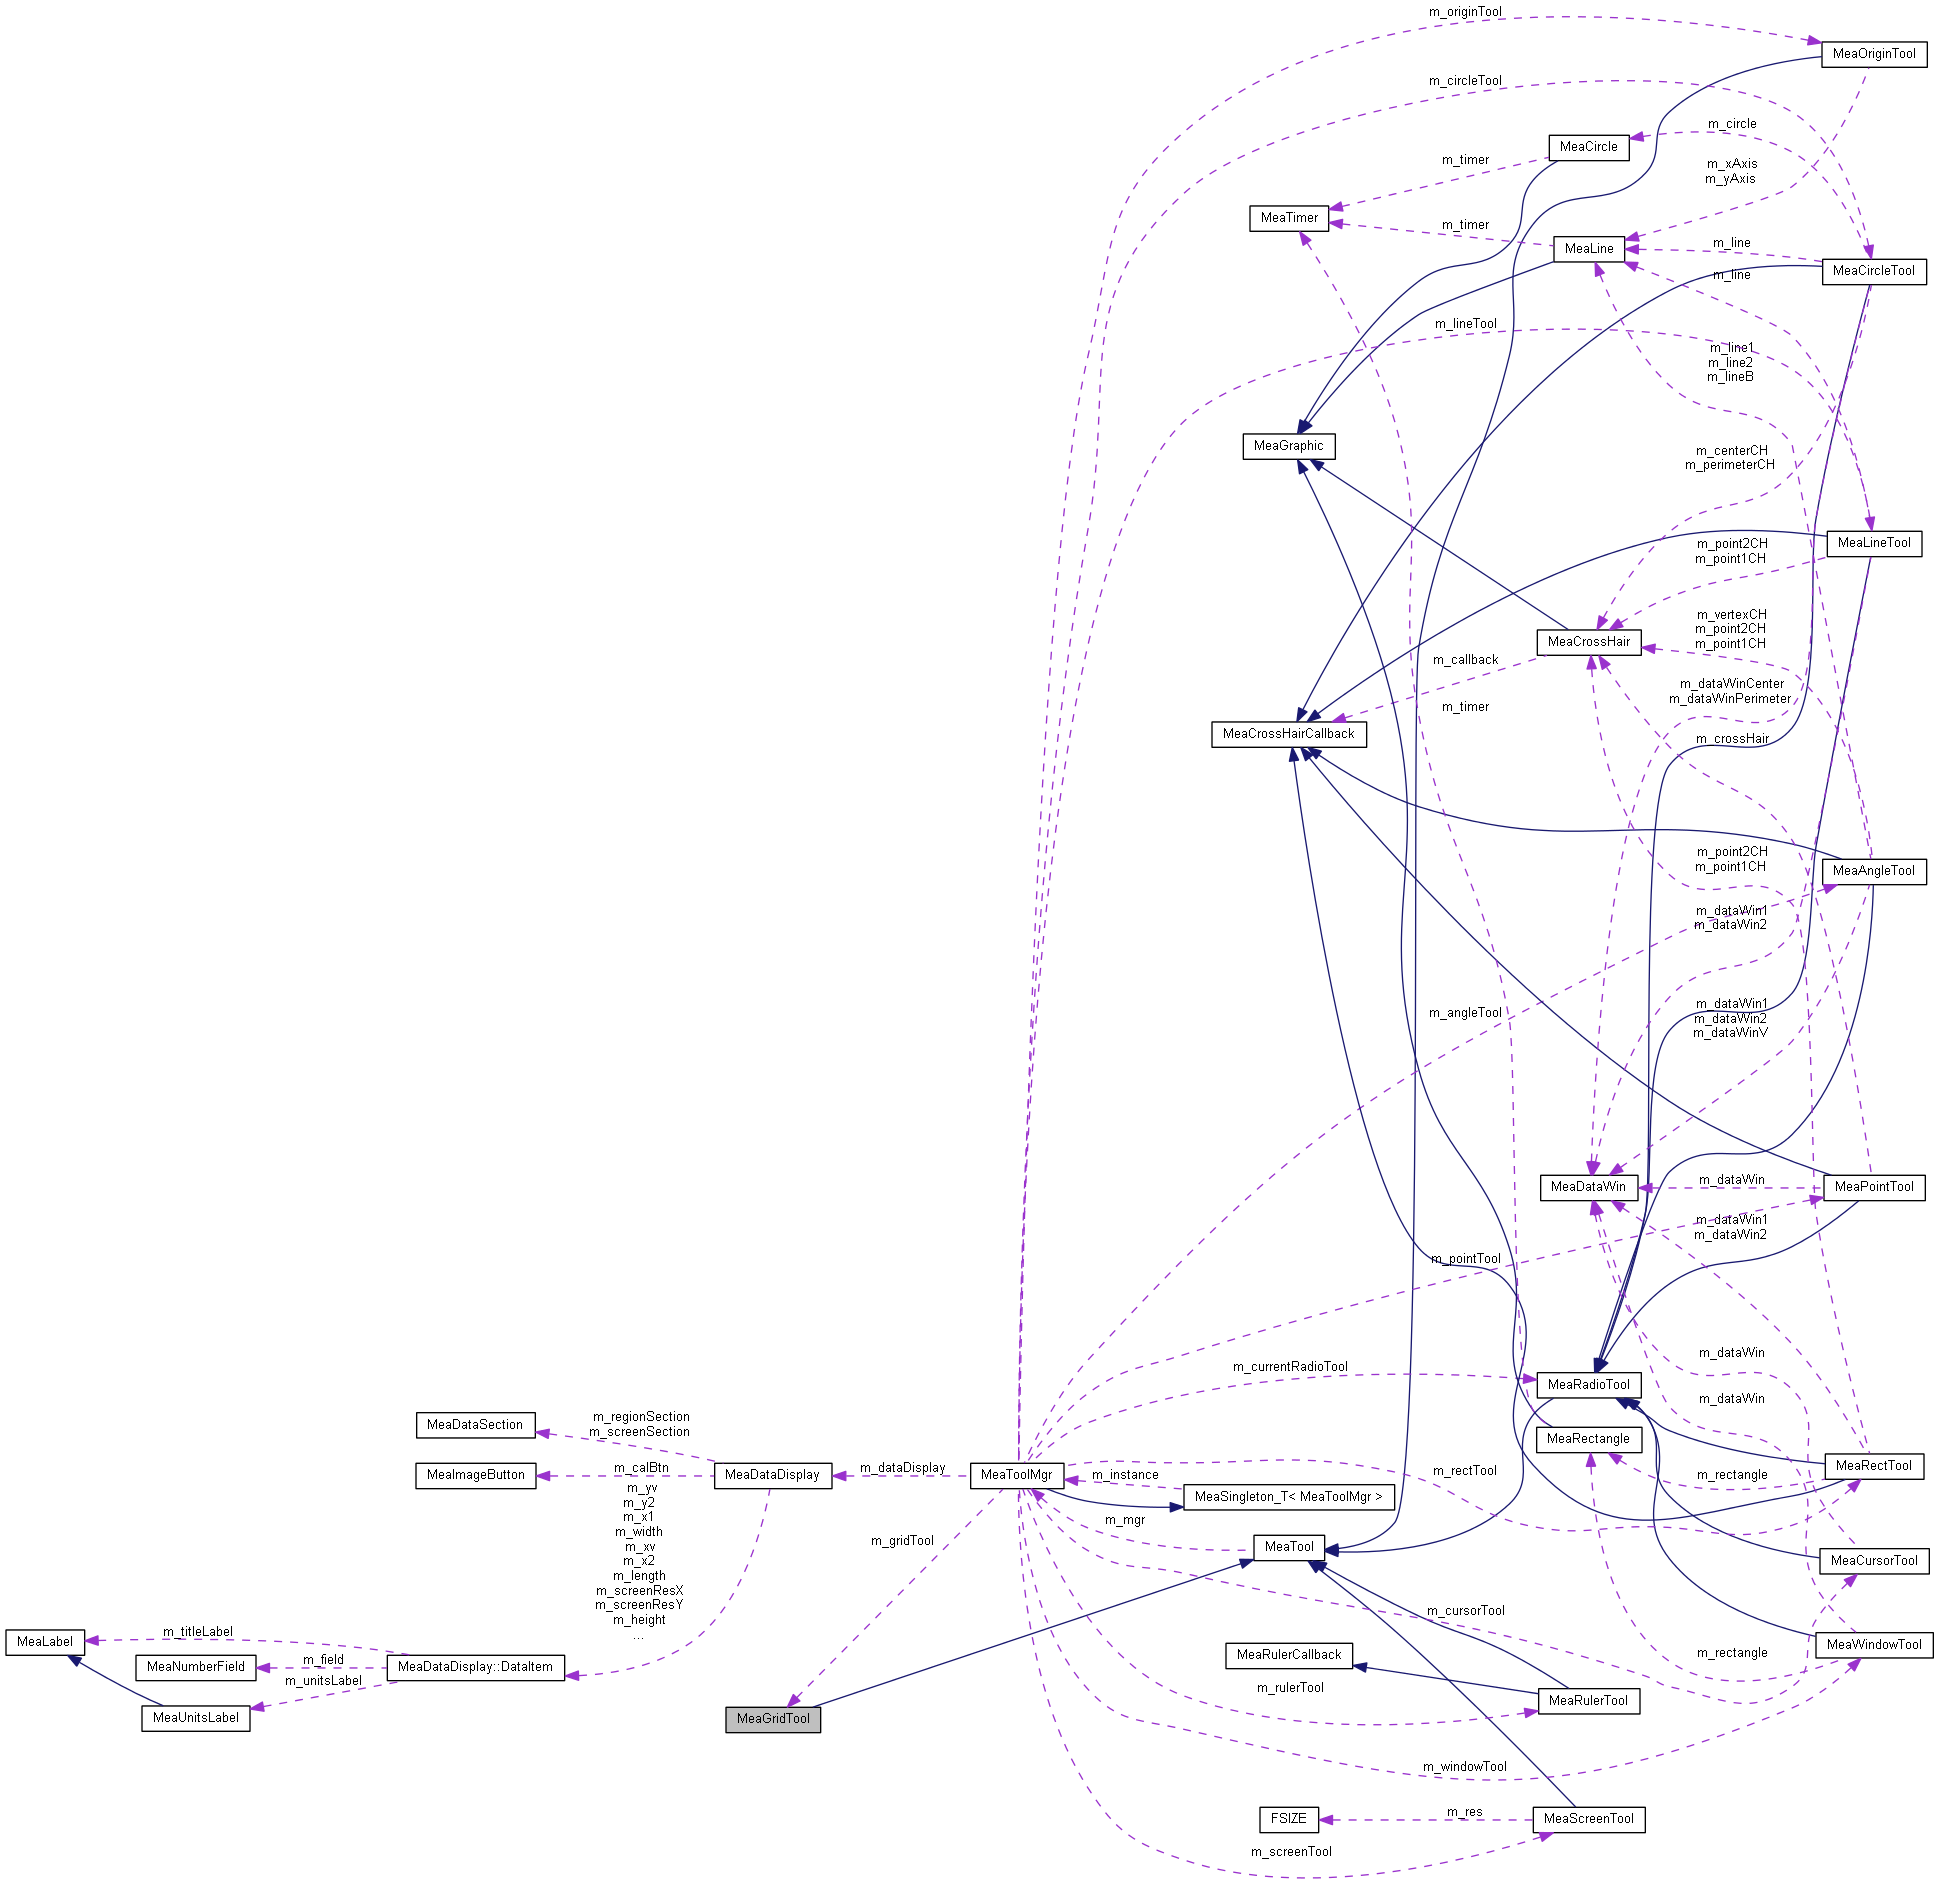 m_originTool
MeaOriginTool
m_circleTool
m_circle
MeaCircle
m_timer
m_xAxis
m_yAxis
MeaTimer
m_timer
MeaLine
m_line
MeaCircleTool
m_line
m_lineTool
m_line1
m_line2
m_lineB
MeaGraphic
m_centerCH
m_perimeterCH
MeaLineTool
m_point2CH
m_point1CH
m_vertexCH
m_point2CH
m_point1CH
MeaCrossHair
m_callback
m_dataWinCenter
m_dataWinPerimeter
m_timer
MeaCrossHairCallback
m_crossHair
m_point2CH
m_point1CH
MeaAngleTool
m_dataWin1
m_dataWin2
m_angleTool
m_dataWin1
m_dataWin2
m_dataWinV
MeaDataWin
m_dataWin
MeaPointTool
m_dataWin1
m_dataWin2
m_pointTool
m_dataWin
m_currentRadioTool
MeaRadioTool
m_dataWin
MeaDataSection
m_regionSection
m_screenSection
MeaRectangle
MeaImageButton
m_calBtn
MeaDataDisplay
m_dataDisplay
MeaToolMgr
m_instance
m_rectTool
m_rectangle
MeaRectTool
MeaSingleton_T< MeaToolMgr >
m_yv
m_y2
m_x1
m_width
m_xv
m_x2
m_length
m_screenResX
m_screenResY
m_height
...
m_mgr
m_gridTool
MeaTool
MeaCursorTool
m_cursorTool
m_titleLabel
MeaLabel
MeaNumberField
m_field
MeaDataDisplay::DataItem
m_unitsLabel
MeaUnitsLabel
MeaRulerCallback
m_rectangle
MeaWindowTool
m_rulerTool
MeaRulerTool
MeaGridTool
m_windowTool
FSIZE
m_res
MeaScreenTool
m_screenTool